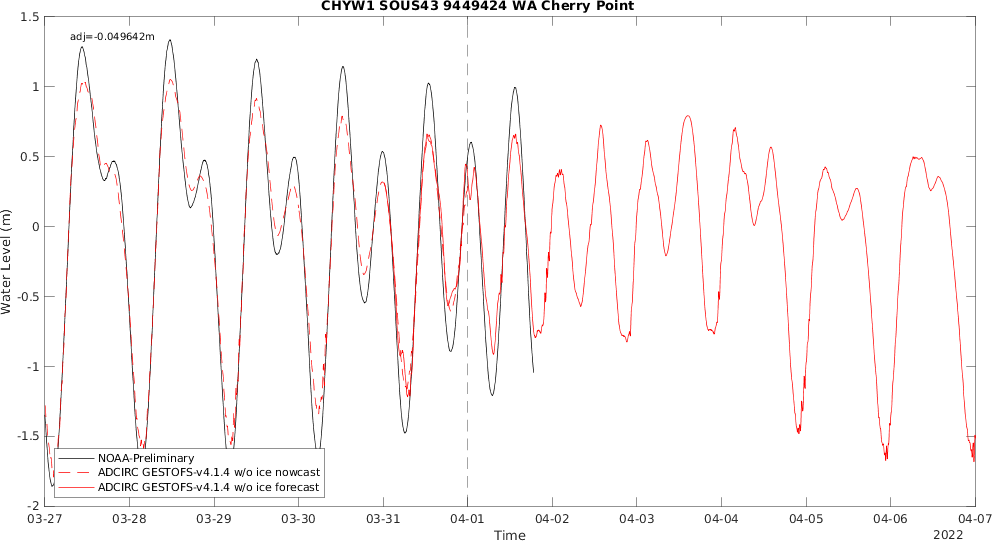 CHYW1 SOUS43 9449424 WA Cherry Point
adj=-0.049642m
1.5
1
0.5
0
-0.5
-1
-1.5
-2
Water Level (m)
NOAA-Preliminary
ADCIRC GESTOFS-v4.1.4 w/o ice nowcast
ADCIRC GESTOFS-v4.1.4 w/o ice forecast
03-27 03-28 03-29 03-30 03-31 04-01 04-02 04-03 04-04 04-05 04-06 04-07
Time
2022